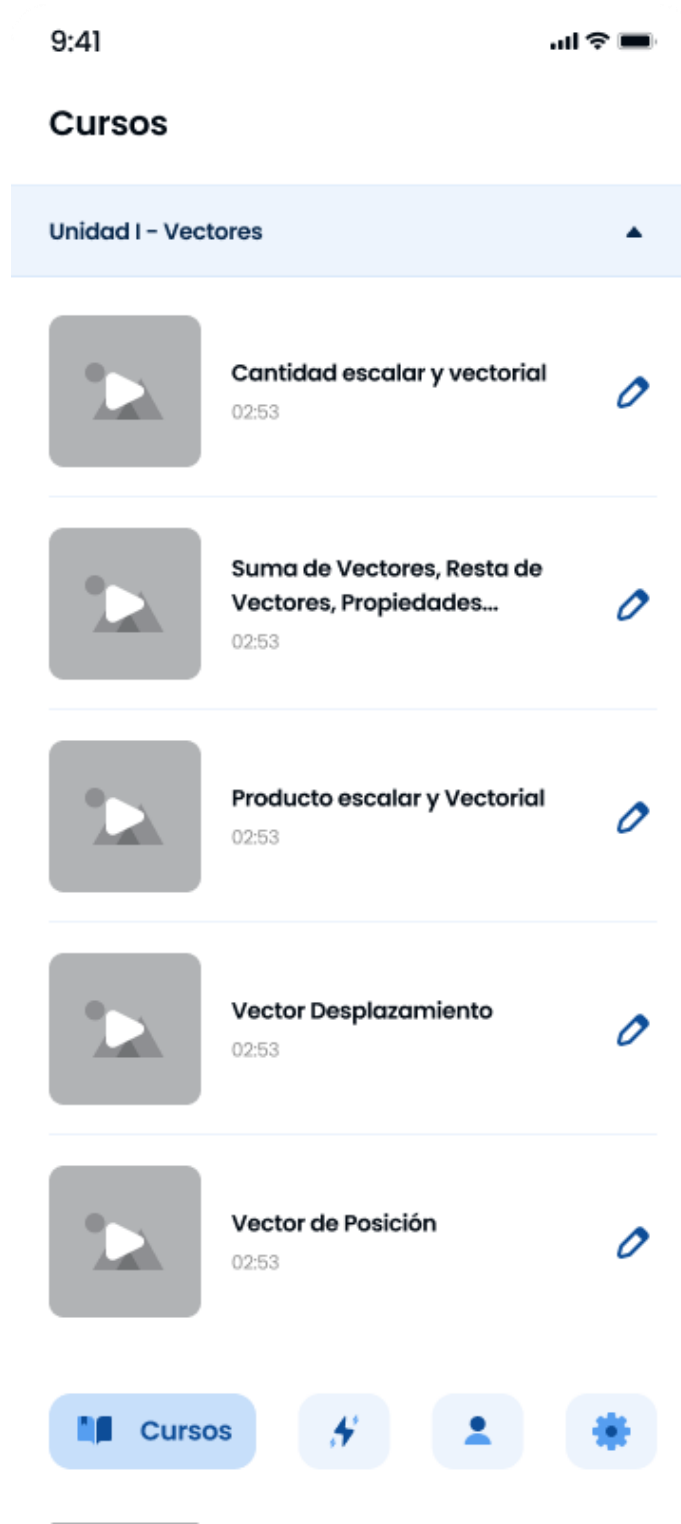 9:41
Cursos
Unidad I - Vectores
Cantidad escalar y vectorial
02:53
Suma de Vectores, Resta de
Vectores, Propiedades...
02:53
Producto escalar y Vectorial
02:53
Vector Desplazamiento
02:53
Vector de Posición
02:53
Cursos